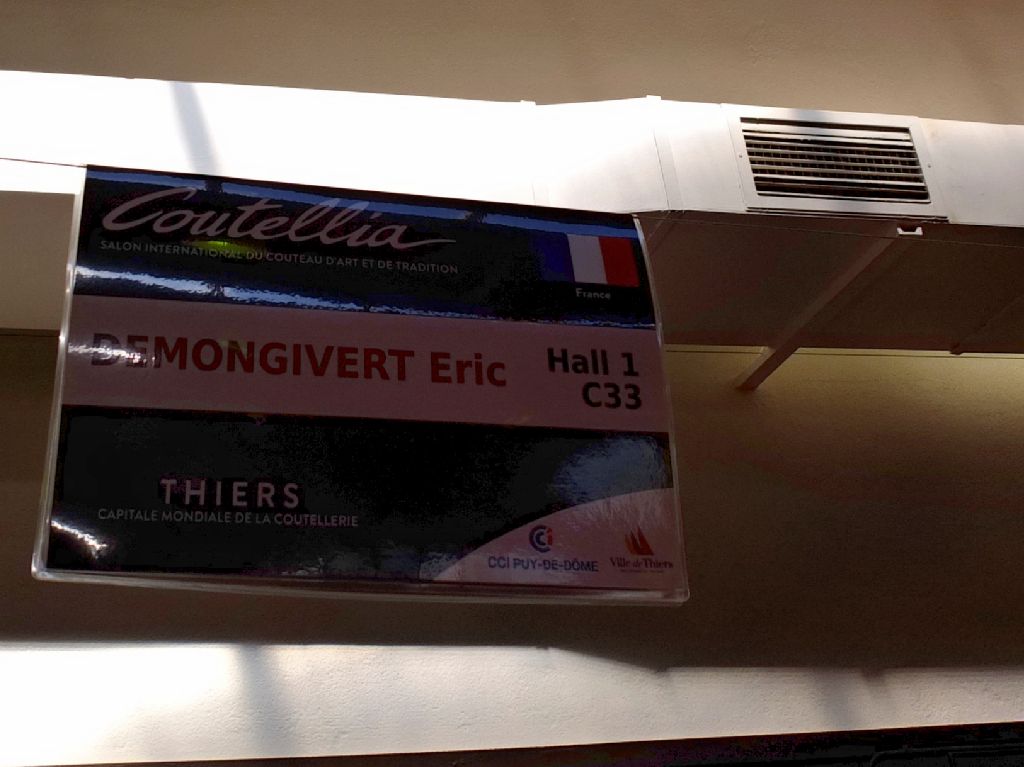 Coutellia
SALON INTERNATIONAL DU COUTEAU D'ART ET DE TRADITION
France
DEMONGIVERT Eric
Hall 1
C33
THIERS
CAPITALE MONDIALE DE LA COUTELLERIE
CCI PUY-DE-DÔME
Ville de Thiers